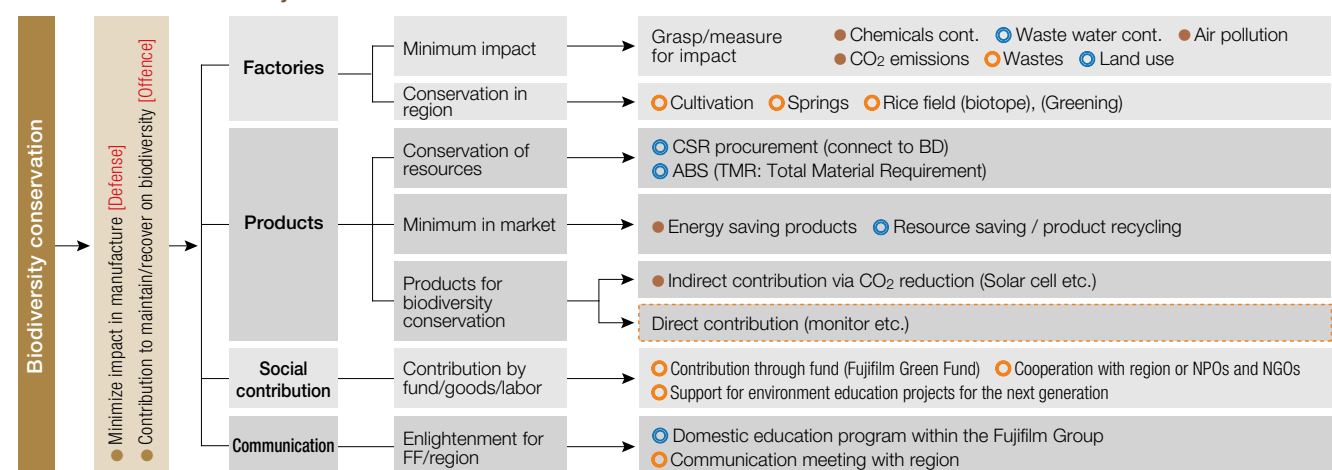 Biodiversity conservation
Minimize impact in manufacture [Defense]
Contribution to maintain/recover on biodiversity [Offence]
Factories
Minimum impact
Grasp/measure
for impact
Chemicals cont. Waste water cont. Air pollution
CO2 emissions Wastes Land use
Conservation in
region
Cultivation Springs Rice field (biotope), (Greening)
Products
Conservation of
resources
CSR procurement (connect to BD)
ABS (TMR: Total Material Requirement)
Minimum in market
Energy saving products Resource saving / product recycling
Products for
biodiversity
conservation
Indirect contribution via CO2 reduction (Solar cell etc.)
Direct contribution (monitor etc.)
Social
contribution
Contribution by
fund/goods/labor
Contribution through fund (Fujifilm Green Fund) Cooperation with region or NPOs and NGOs
Support for environment education projects for the next generation
Communication
Enlightenment for
FF/region
Domestic education program within the Fujifilm Group
Communication meeting with region